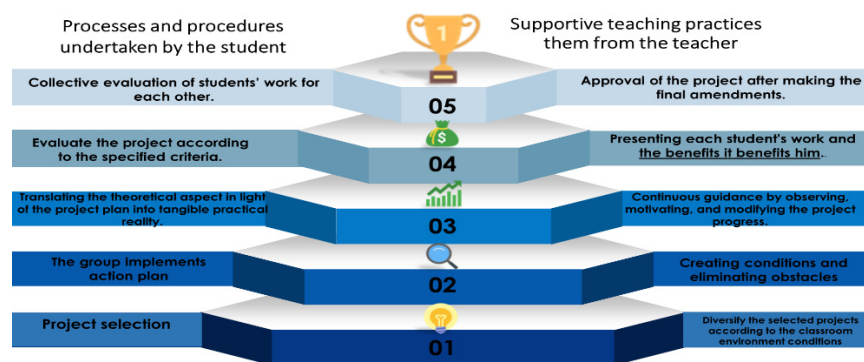 Processes and procedures
undertaken by the student
Supportive teaching practices
them from the teacher
1
Collective evaluation of students' work for
each other.
05
Approval of the project after making the
final amendments.
Evaluate the project according
to the specified criteria.
$
04
Presenting each student's work and
the benefits it benefits him.
Translating the theoretical aspect in light
of the project plan into tangible practical
reality.
03
Continuous guidance by observing,
motivating, and modifying the project
progress.
The group implements
action plan
02
Creating conditions and
eliminating obstacles
Project selection
01
Diversify the selected projects
according to the classroom
environment conditions